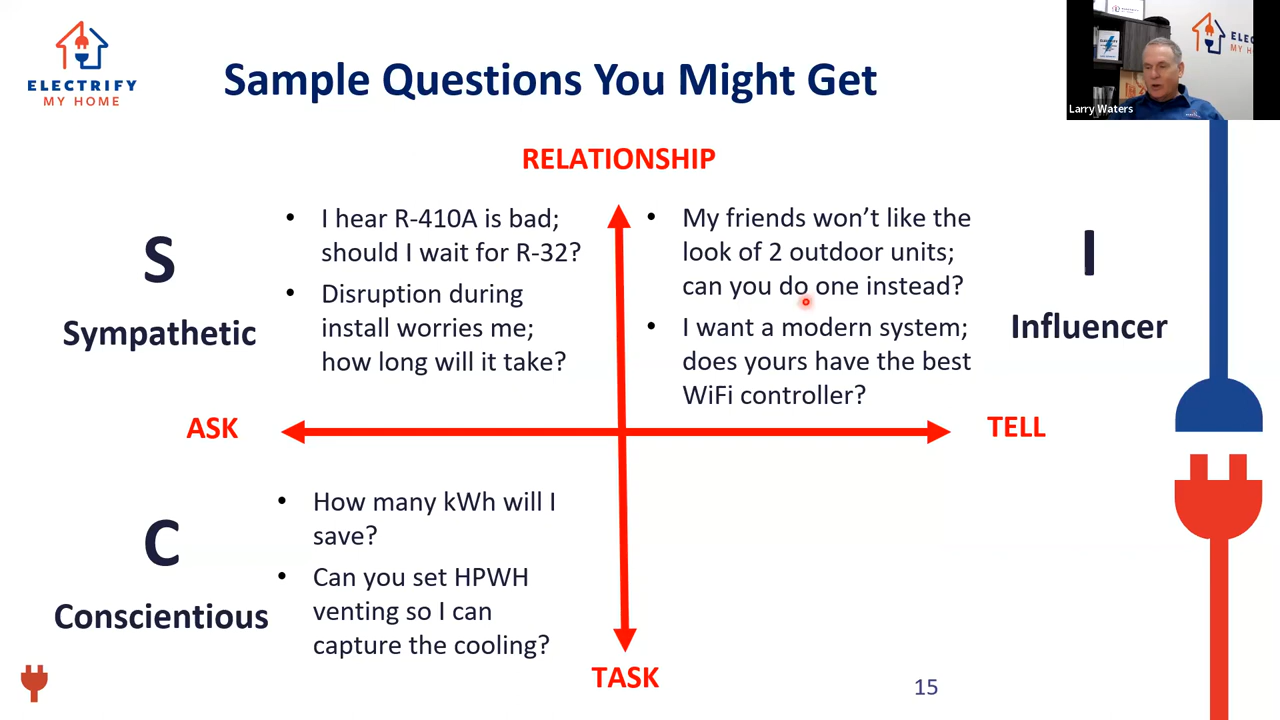 ELECTRIFY
MY HOME
Sample Questions You Might Get
Larry Waters
RELATIONSHIP
S
Sympathetic
• I hear R-410A is bad;
should I wait for R-32?
• Disruption during
install worries me;
how long will it take?
• My friends won’t like the
look of 2 outdoor units;
can you do one instead?
• I want a modern system;
does yours have the best
WiFi controller?
I
Influencer
ASK
TELL
C
Conscientious
• How many kWh will I
save?
• Can you set HPWH
venting so I can
capture the cooling?
TASK
15